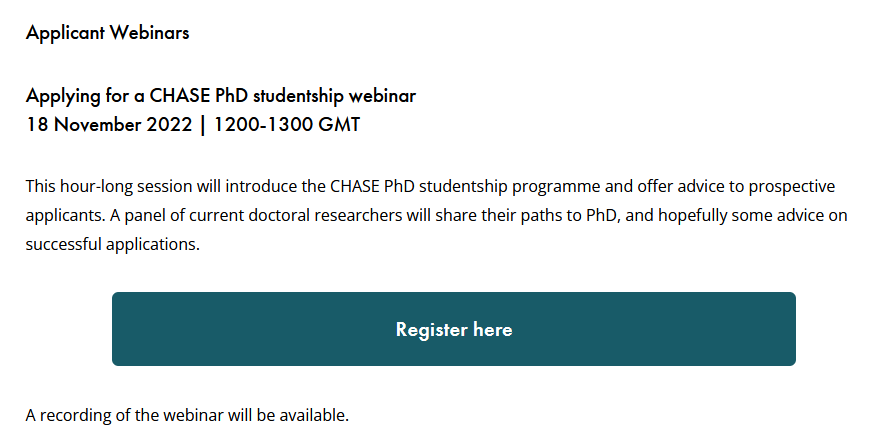 Applicant Webinars
Applying for a CHASE PhD studentship webinar
18 November 2022 | 1200-1300 GMT
This hour-long session will introduce the CHASE PhD studentship programme and offer advice to prospective
applicants. A panel of current doctoral researchers will share their paths to PhD, and hopefully some advice on
successful applications.
Register here
A recording of the webinar will be available.